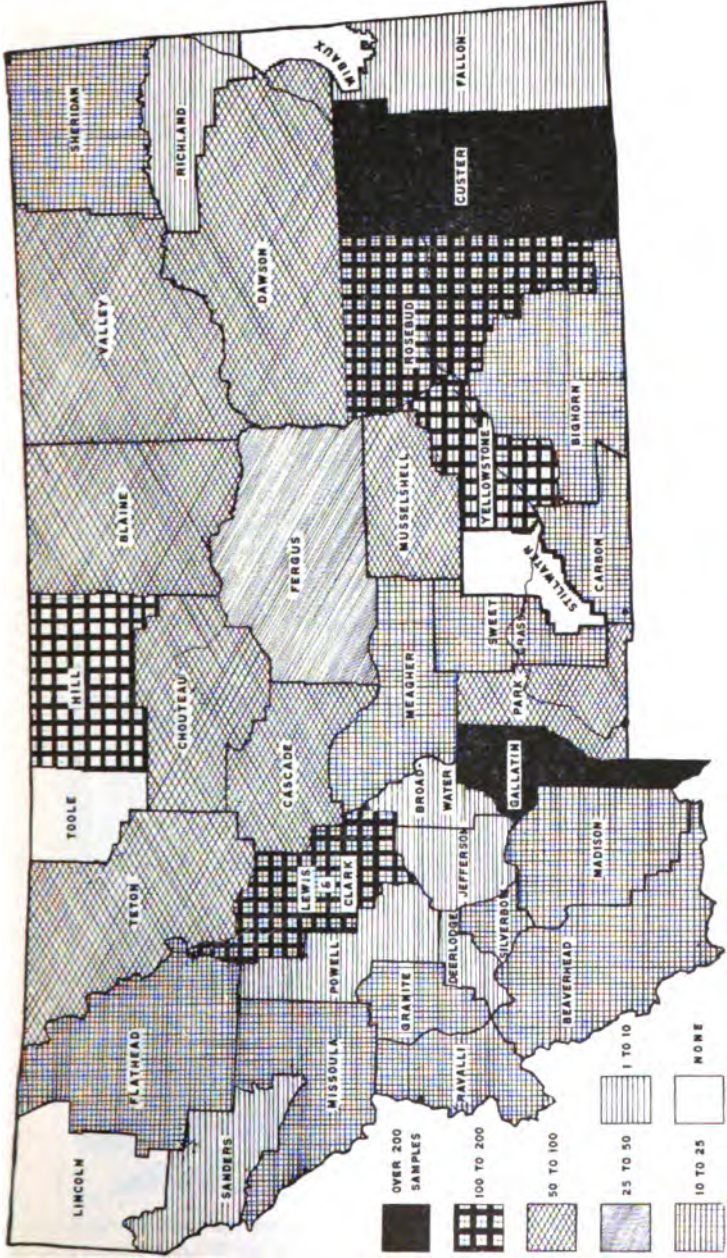 LINCOLN
FLATHEAD
SANDERS
MISSOULA
RAVALLI
GRANITE
POWELL
DEERLODGE
SILVERBOW
BEAVERHEAD
MADISON
JEFFERSON
BROAD
WATER
LEWIS
&
CLARK
TETON
TOOLE
HILL
CHOUTEAU
CASCADE
MEAGHER
GALLATIN
PARK
SWEET
GRASS
STILLWATER
CARBON
YELLOWSTONE
BIGHORN
MUSSELSHELL
FERGUS
BLAINE
VALLEY
SHERIDAN
RICHLAND
DAWSON
WIBAUX
FALLON
CUSTER
ROSEBUD
OVER 200
SAMPLES
100 TO 200
50 TO 100
25 TO 50
10 TO 25
1 TO 10
NONE